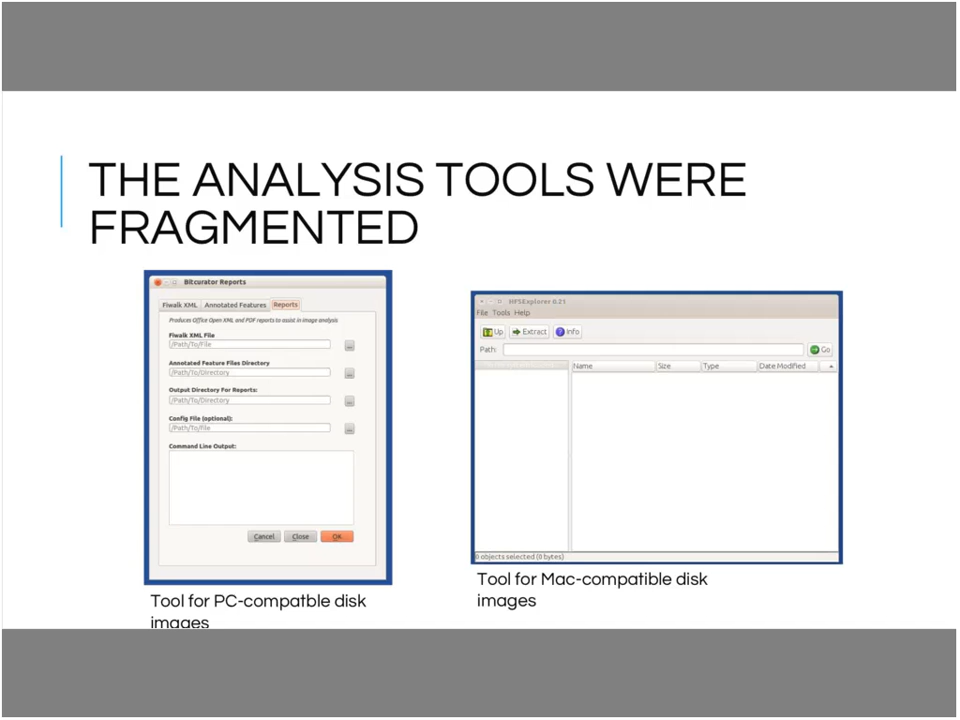 THE ANALYSIS TOOLS WERE
FRAGMENTED
Bitcurator Reports
Fiwalk XML Annotated Features Reports
Produces Office Open XML and PDF reports to assist in image analysis
Fiwalk XML File
/Path/To/File
...
Annotated Feature Files Directory
/Path/To/Directory
...
Output Directory For Reports:
/Path/To/Directory
...
Config File (optional):
/Path/To/File
...
Command Line Output:
Cancel Close OK
Tool for PC-compatble disk
images
HFSExplorer 0.21
File Tools Help
Up Extract Info
Path: Go
Name Size Type Date Modified
0 objects selected (0 bytes)
Tool for Mac-compatible disk
images